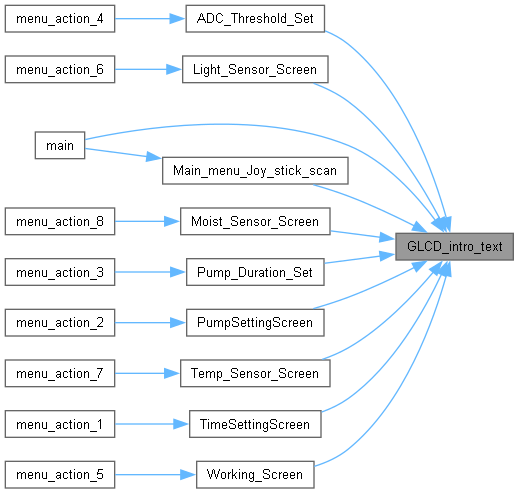 menu_action_4
ADC_Threshold_Set
menu_action_6
Light_Sensor_Screen
main
Main_menu_Joy_stick_scan
menu_action_8
Moist_Sensor_Screen
GLCD_intro_text
menu_action_3
Pump_Duration_Set
menu_action_2
PumpSettingScreen
menu_action_7
Temp_Sensor_Screen
menu_action_1
TimeSettingScreen
menu_action_5
Working_Screen